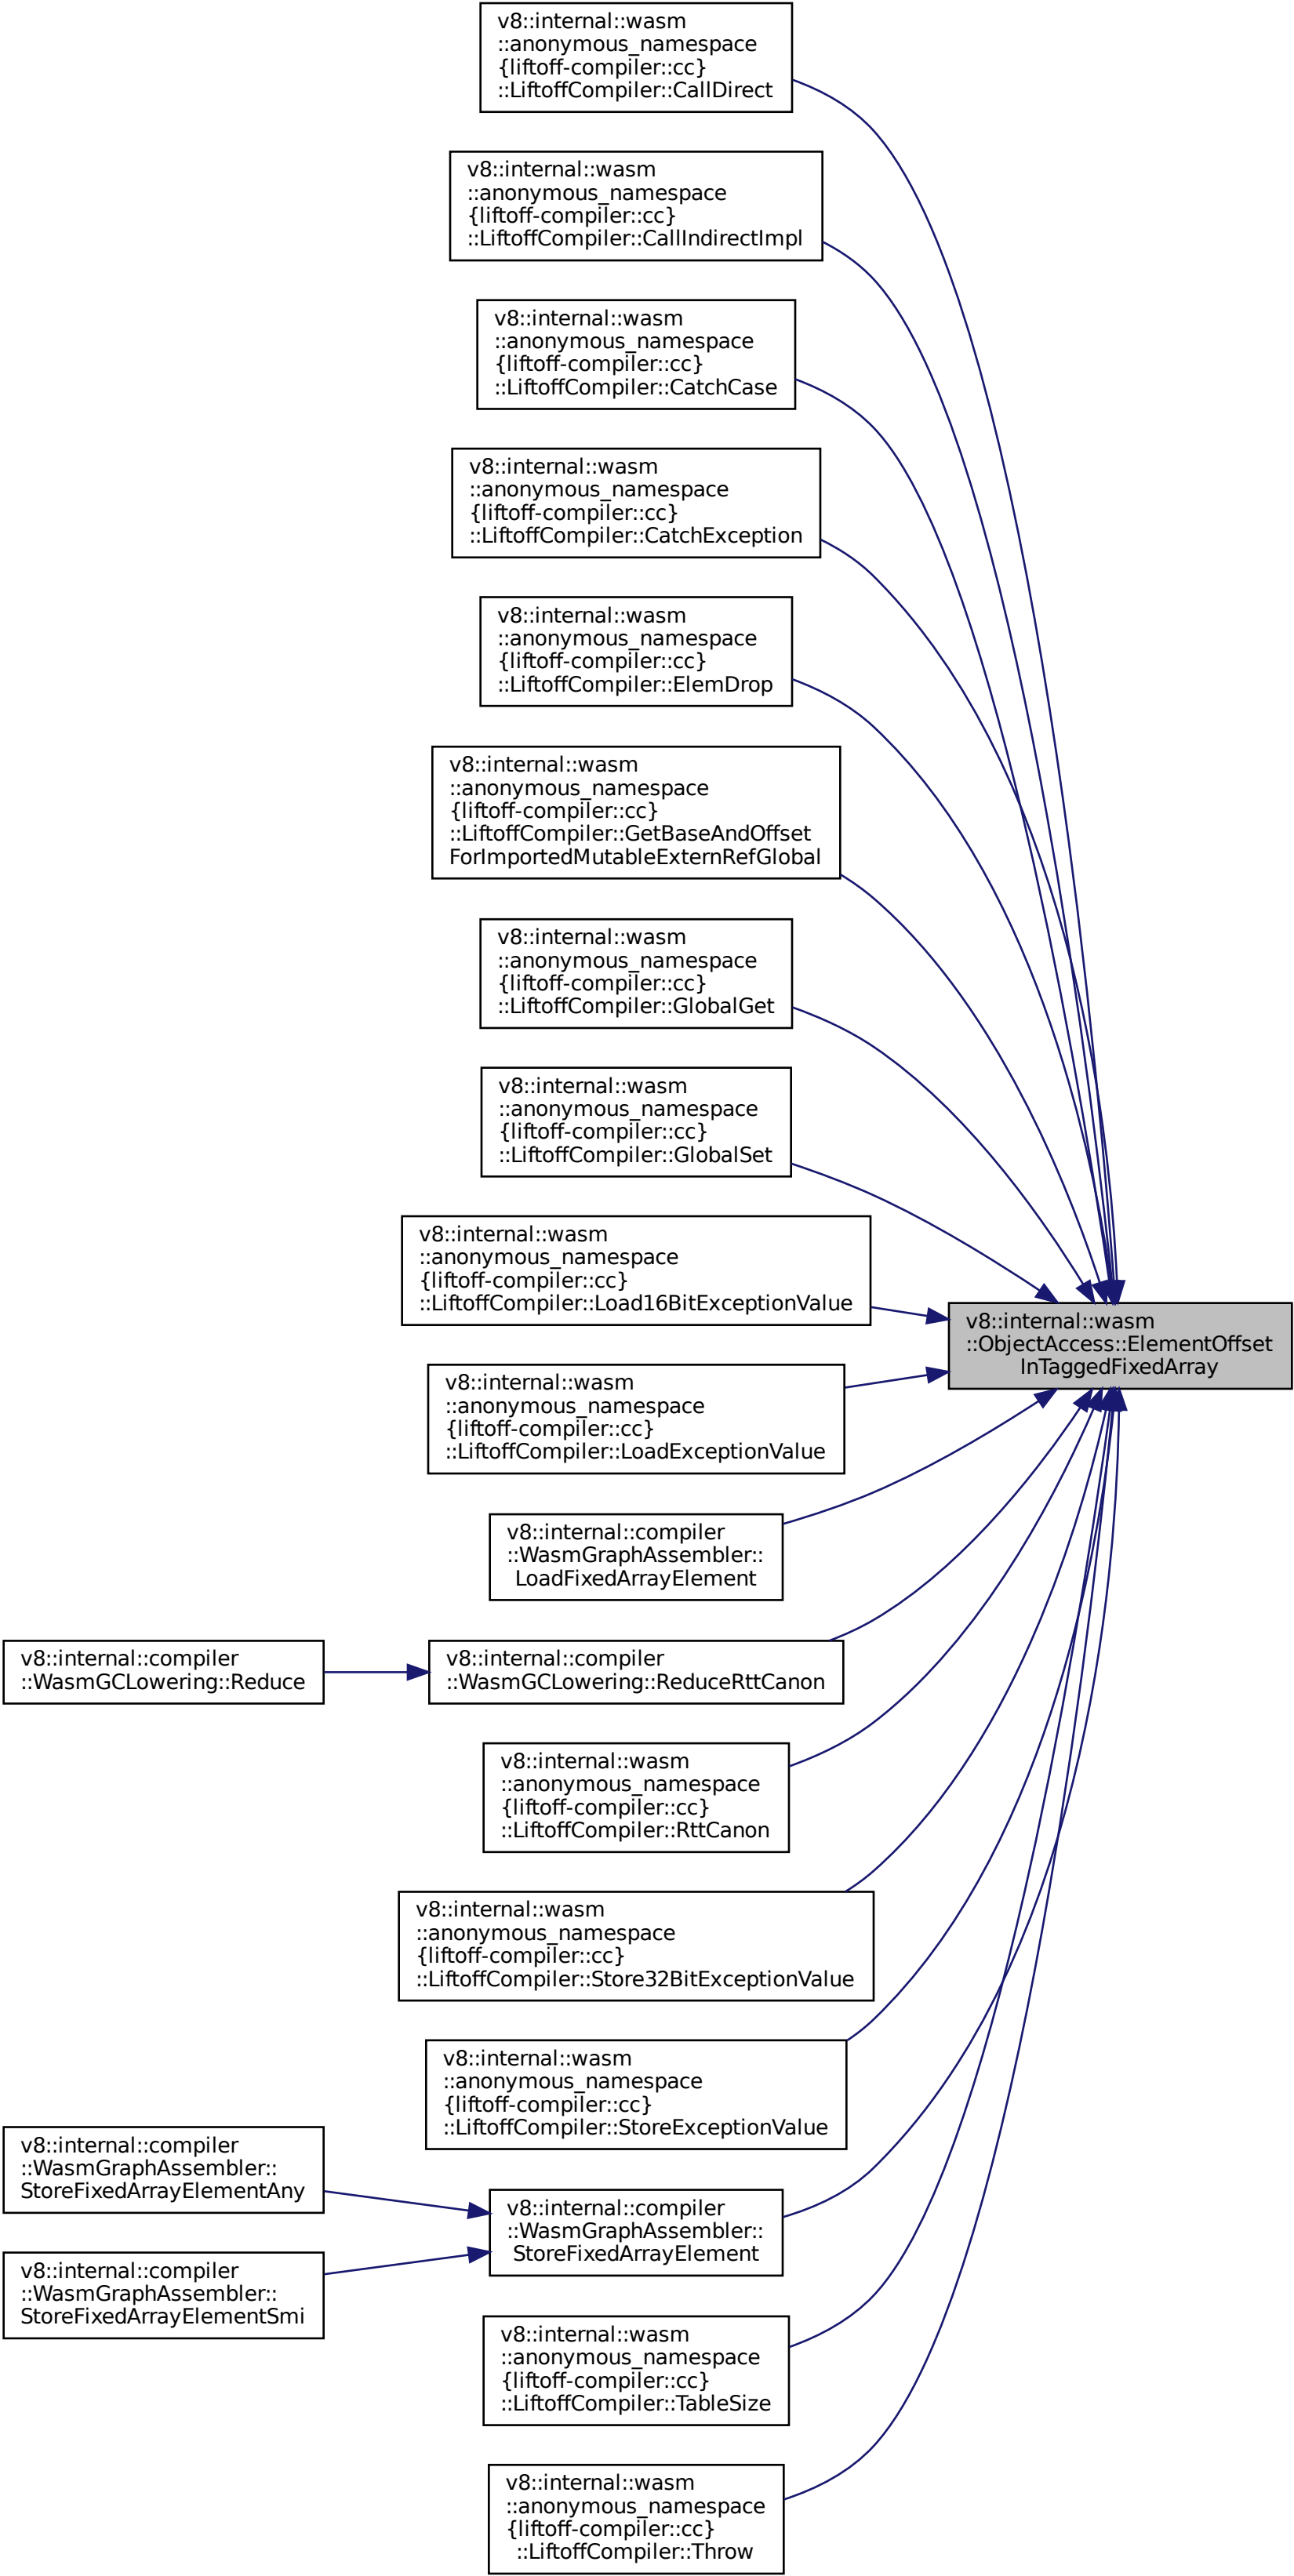 v8::internal::wasm
::anonymous_namespace
{liftoff-compiler::cc}
::LiftoffCompiler::CallDirect
v8::internal::wasm
::anonymous_namespace
{liftoff-compiler::cc}
::LiftoffCompiler::CallIndirectImpl
v8::internal::wasm
::anonymous_namespace
{liftoff-compiler::cc}
::LiftoffCompiler::CatchCase
v8::internal::wasm
::anonymous_namespace
{liftoff-compiler::cc}
::LiftoffCompiler::CatchException
v8::internal::wasm
::anonymous_namespace
{liftoff-compiler::cc}
::LiftoffCompiler::ElemDrop
v8::internal::wasm
::anonymous_namespace
{liftoff-compiler::cc}
::LiftoffCompiler::GetBaseAndOffset
ForImportedMutableExternRefGlobal
v8::internal::wasm
::anonymous_namespace
{liftoff-compiler::cc}
::LiftoffCompiler::GlobalGet
v8::internal::wasm
::anonymous_namespace
{liftoff-compiler::cc}
::LiftoffCompiler::GlobalSet
v8::internal::wasm
::anonymous_namespace
{liftoff-compiler::cc}
::LiftoffCompiler::Load16BitExceptionValue
v8::internal::wasm
::ObjectAccess::ElementOffset
InTaggedFixedArray
v8::internal::wasm
::anonymous_namespace
{liftoff-compiler::cc}
::LiftoffCompiler::LoadExceptionValue
v8::internal::compiler
::WasmGraphAssembler::
LoadFixedArrayElement
v8::internal::compiler
::WasmGCLowering::Reduce
v8::internal::compiler
::WasmGCLowering::ReduceRttCanon
v8::internal::wasm
::anonymous_namespace
{liftoff-compiler::cc}
::LiftoffCompiler::RttCanon
v8::internal::wasm
::anonymous_namespace
{liftoff-compiler::cc}
::LiftoffCompiler::Store32BitExceptionValue
v8::internal::wasm
::anonymous_namespace
{liftoff-compiler::cc}
::LiftoffCompiler::StoreExceptionValue
v8::internal::compiler
::WasmGraphAssembler::
StoreFixedArrayElementAny
v8::internal::compiler
::WasmGraphAssembler::
StoreFixedArrayElement
v8::internal::compiler
::WasmGraphAssembler::
StoreFixedArrayElementSmi
v8::internal::wasm
::anonymous_namespace
{liftoff-compiler::cc}
::LiftoffCompiler::TableSize
v8::internal::wasm
::anonymous_namespace
{liftoff-compiler::cc}
::LiftoffCompiler::Throw